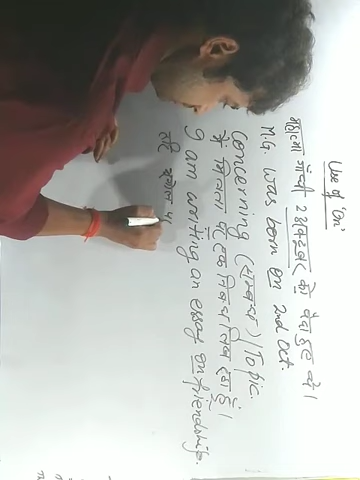 Use of 'On'
महात्मा गाँधी 2 अक्टूबर को पैदा हुए थे।
M.G. was born on 2nd Oct.
Concerning (सम्बन्ध) / Topic.
मैं मित्रता पर एक निबन्ध लिख रहा हूँ।
I am writing an essay on friendship.
वह भूगोल प